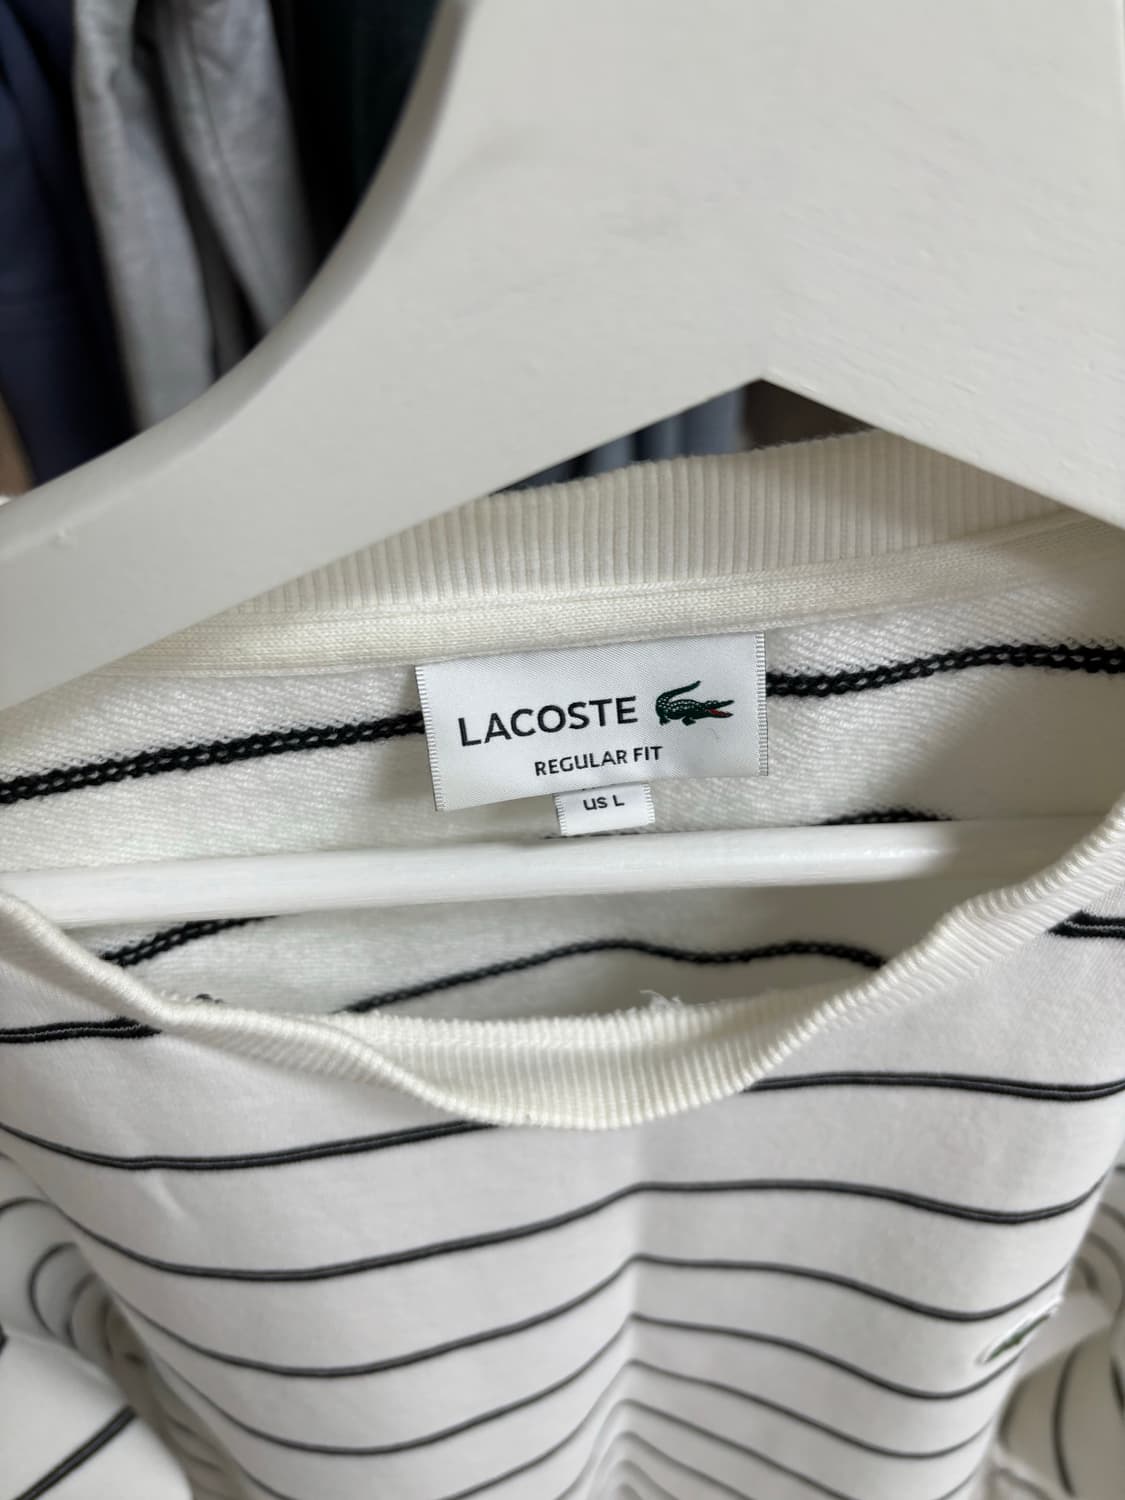 LACOSTE
REGULAR FIT
US L